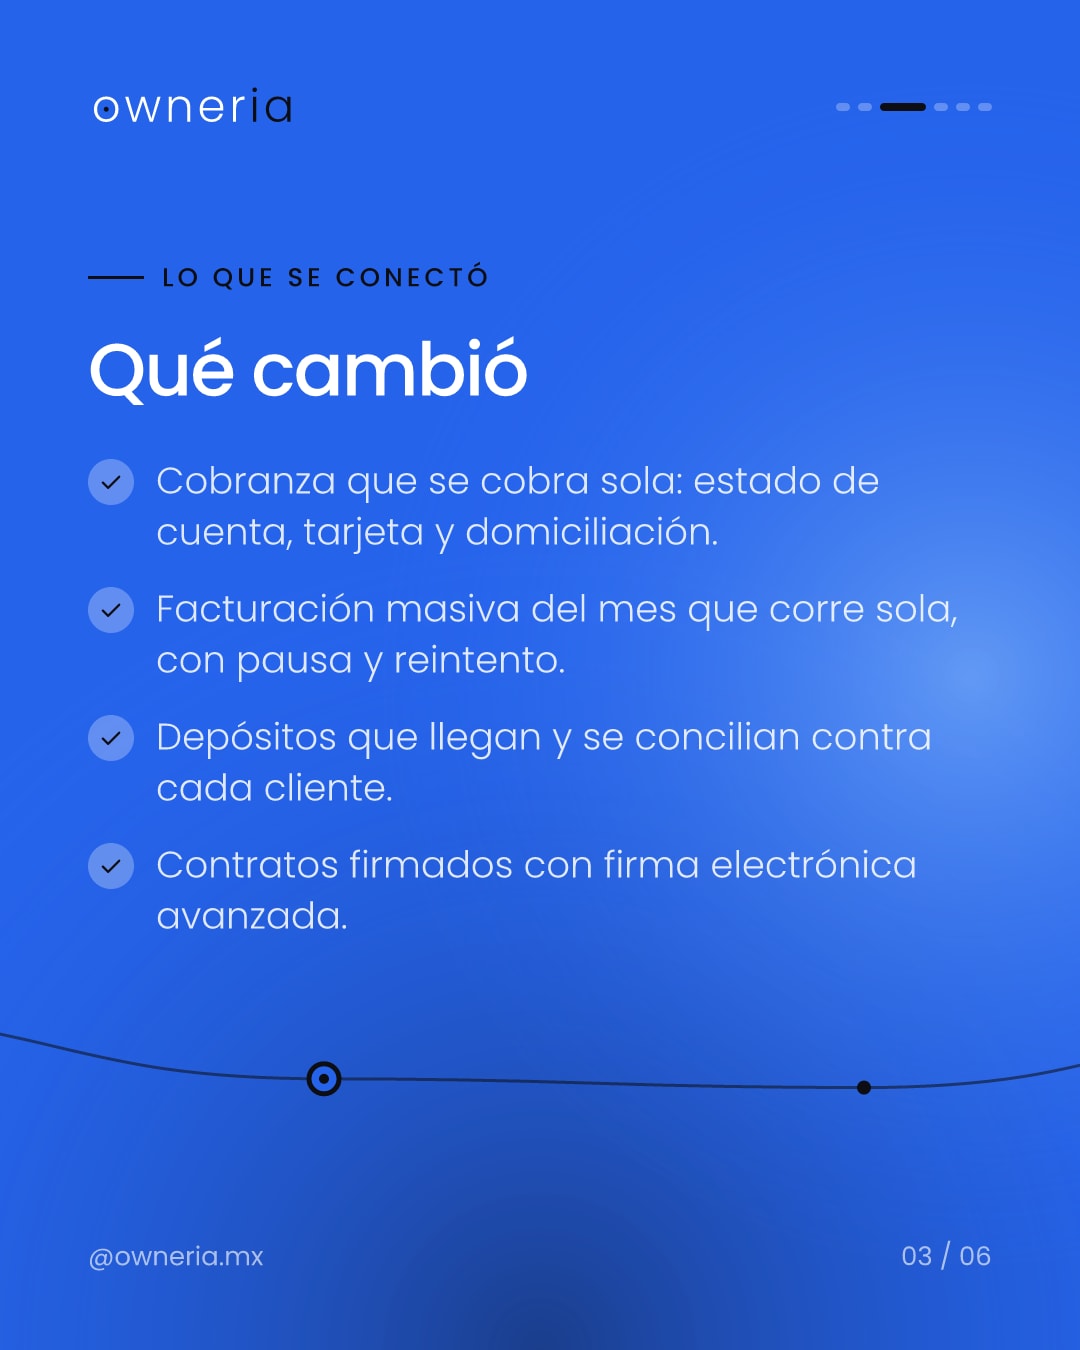 owneria
LO QUE SE CONECTÓ
Qué cambió
Cobranza que se cobra sola: estado de
cuenta, tarjeta y domiciliación.
Facturación masiva del mes que corre sola,
con pausa y reintento.
Depósitos que llegan y se concilian contra
cada cliente.
Contratos firmados con firma electrónica
avanzada.
@owneria.mx
03 / 06